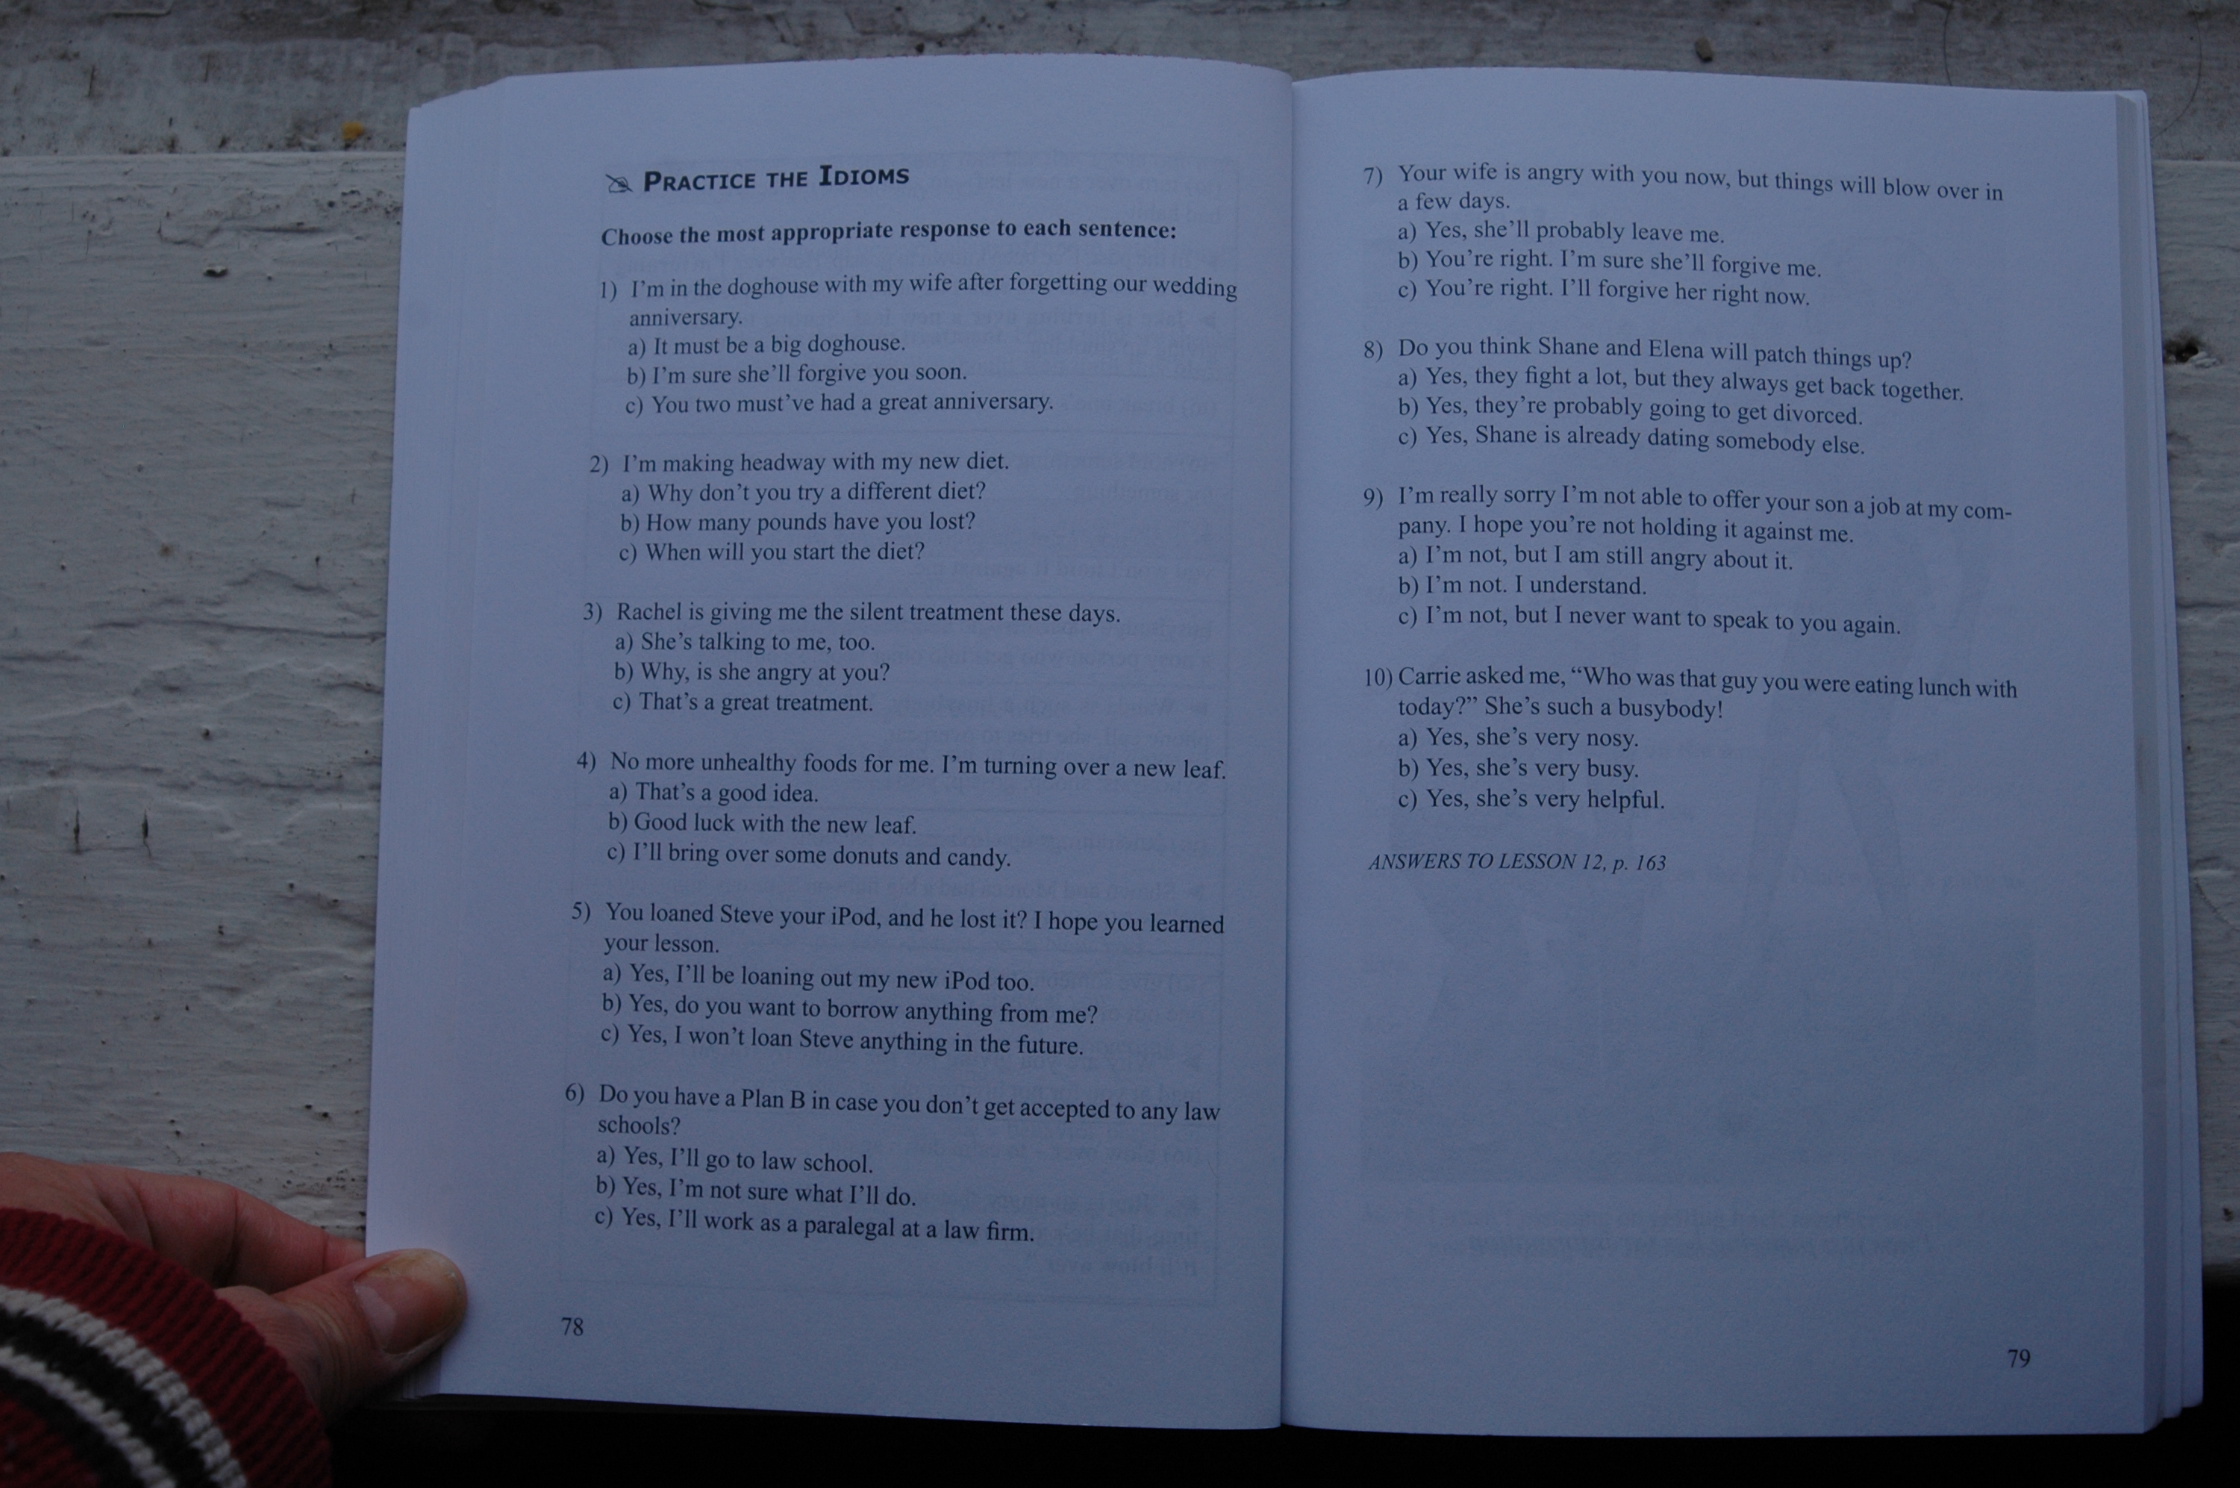 PRACTICE THE IDIOMS
Choose the most appropriate response to each sentence:
1) I'm in the doghouse with my wife after forgetting our wedding
anniversary.
a) It must be a big doghouse.
b) I'm sure she'll forgive you soon.
c) You two must've had a great anniversary.
2) I'm making headway with my new diet.
a) Why don't you try a different diet?
b) How many pounds have you lost?
c) When will you start the diet?
3) Rachel is giving me the silent treatment these days.
a) She's talking to me, too.
b) Why, is she angry at you?
c) That's a great treatment.
4) No more unhealthy foods for me. I'm turning over a new leaf.
a) That's a good idea.
b) Good luck with the new leaf.
c) I'll bring over some donuts and candy.
5) You loaned Steve your iPod, and he lost it? I hope you learned
your lesson.
a) Yes, I'll be loaning out my new iPod too.
b) Yes, do you want to borrow anything from me?
c) Yes, I won't loan Steve anything in the future.
6) Do you have a Plan B in case you don't get accepted to any law
schools?
a) Yes, I'll go to law school.
b) Yes, I'm not sure what I'll do.
c) Yes, I'll work as a paralegal at a law firm.
78
7) Your wife is angry with you now, but things will blow over in
a few days.
a) Yes, she'll probably leave me.
b) You're right. I'm sure she'll forgive me.
c) You're right. I'll forgive her right now.
8) Do you think Shane and Elena will patch things up?
a) Yes, they fight a lot, but they always get back together.
b) Yes, they're probably going to get divorced.
c) Yes, Shane is already dating somebody else.
9) I'm really sorry I'm not able to offer your son a job at my com-
pany. I hope you're not holding it against me.
a) I'm not, but I am still angry about it.
b) I'm not. I understand.
c) I'm not, but I never want to speak to you again.
10) Carrie asked me, "Who was that guy you were eating lunch with
today?" She's such a busybody!
a) Yes, she's very nosy.
b) Yes, she's very busy.
c) Yes, she's very helpful.
ANSWERS TO LESSON 12, p. 163
79